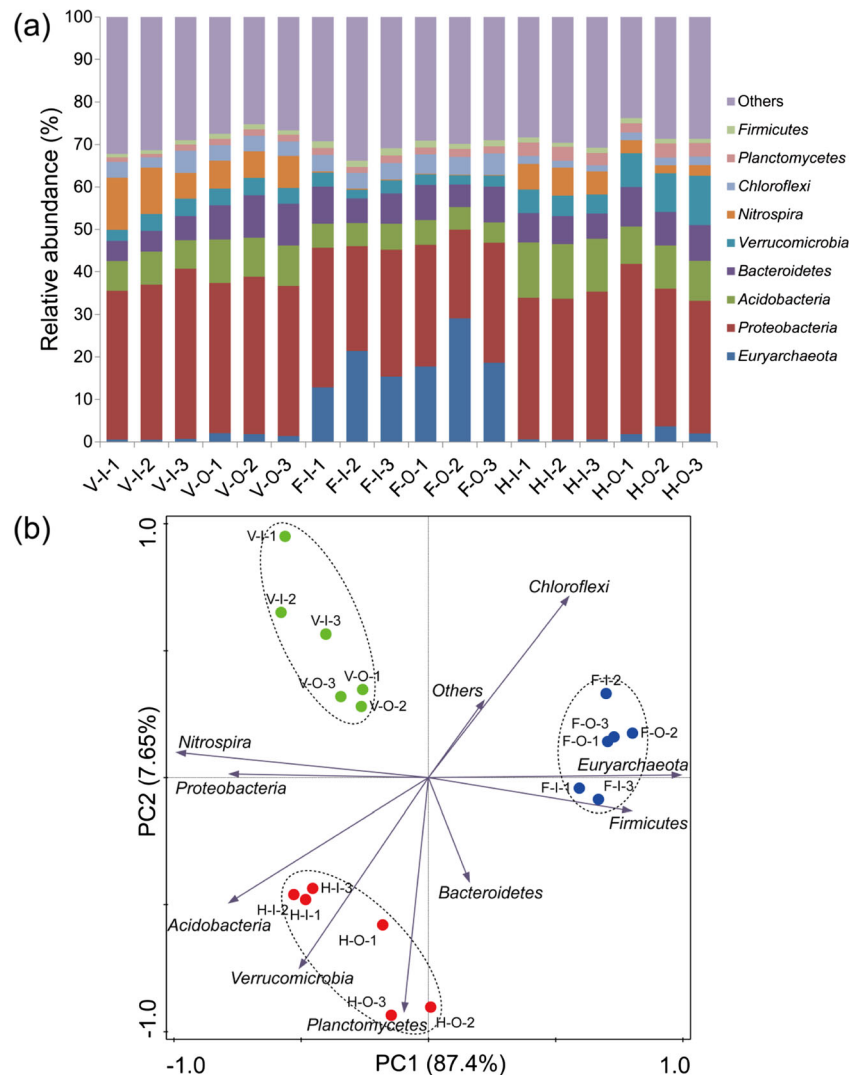 (a)
Relative abundance (%)
100
90
80
70
60
50
40
30
20
10
0
V-I-1
V-I-2
V-I-3
V-O-1
V-O-2
V-O-3
F-I-1
F-I-2
F-I-3
F-O-1
F-O-2
F-O-3
H-I-1
H-I-2
H-I-3
H-O-1
H-O-2
H-O-3
Others
Firmicutes
Planctomycetes
Chloroflexi
Nitrospira
Verrucomicrobia
Bacteroidetes
Acidobacteria
Proteobacteria
Euryarchaeota
(b)
PC2 (7.65%)
1.0
-1.0
V-I-1
V-I-2
V-I-3
V-O-1
V-O-3
V-O-2
Chloroflexi
Others
F-I-2
F-O-3
F-O-2
F-O-1
Nitrospira
Euryarchaeota
Proteobacteria
F-I-1
F-I-3
Firmicutes
Bacteroidetes
H-I-3
H-I-2
H-I-1
Acidobacteria
H-O-1
Verrucomicrobia
H-O-3
Planctomycetes
H-O-2
-1.0
PC1 (87.4%)
1.0